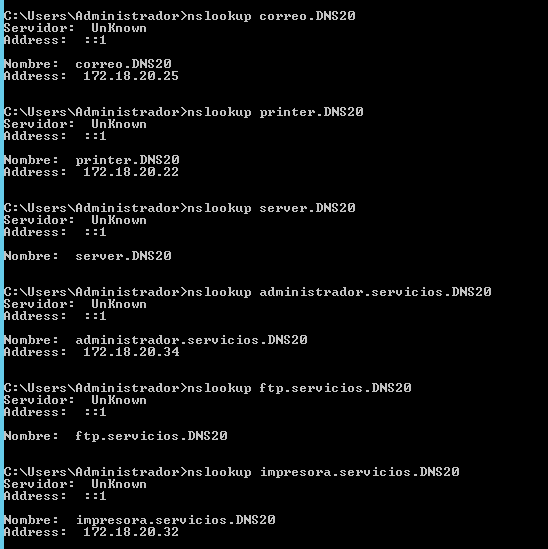 C:\Users\Administrador>nslookup correo.DNS20
Servidor:  UnKnown
Address:  ::1
Nombre:  correo.DNS20
Address:  172.18.20.25
C:\Users\Administrador>nslookup printer.DNS20
Servidor:  UnKnown
Address:  ::1
Nombre:  printer.DNS20
Address:  172.18.20.22
C:\Users\Administrador>nslookup server.DNS20
Servidor:  UnKnown
Address:  ::1
Nombre:  server.DNS20
C:\Users\Administrador>nslookup administrador.servicios.DNS20
Servidor:  UnKnown
Address:  ::1
Nombre:  administrador.servicios.DNS20
Address:  172.18.20.34
C:\Users\Administrador>nslookup ftp.servicios.DNS20
Servidor:  UnKnown
Address:  ::1
Nombre:  ftp.servicios.DNS20
C:\Users\Administrador>nslookup impresora.servicios.DNS20
Servidor:  UnKnown
Address:  ::1
Nombre:  impresora.servicios.DNS20
Address:  172.18.20.32